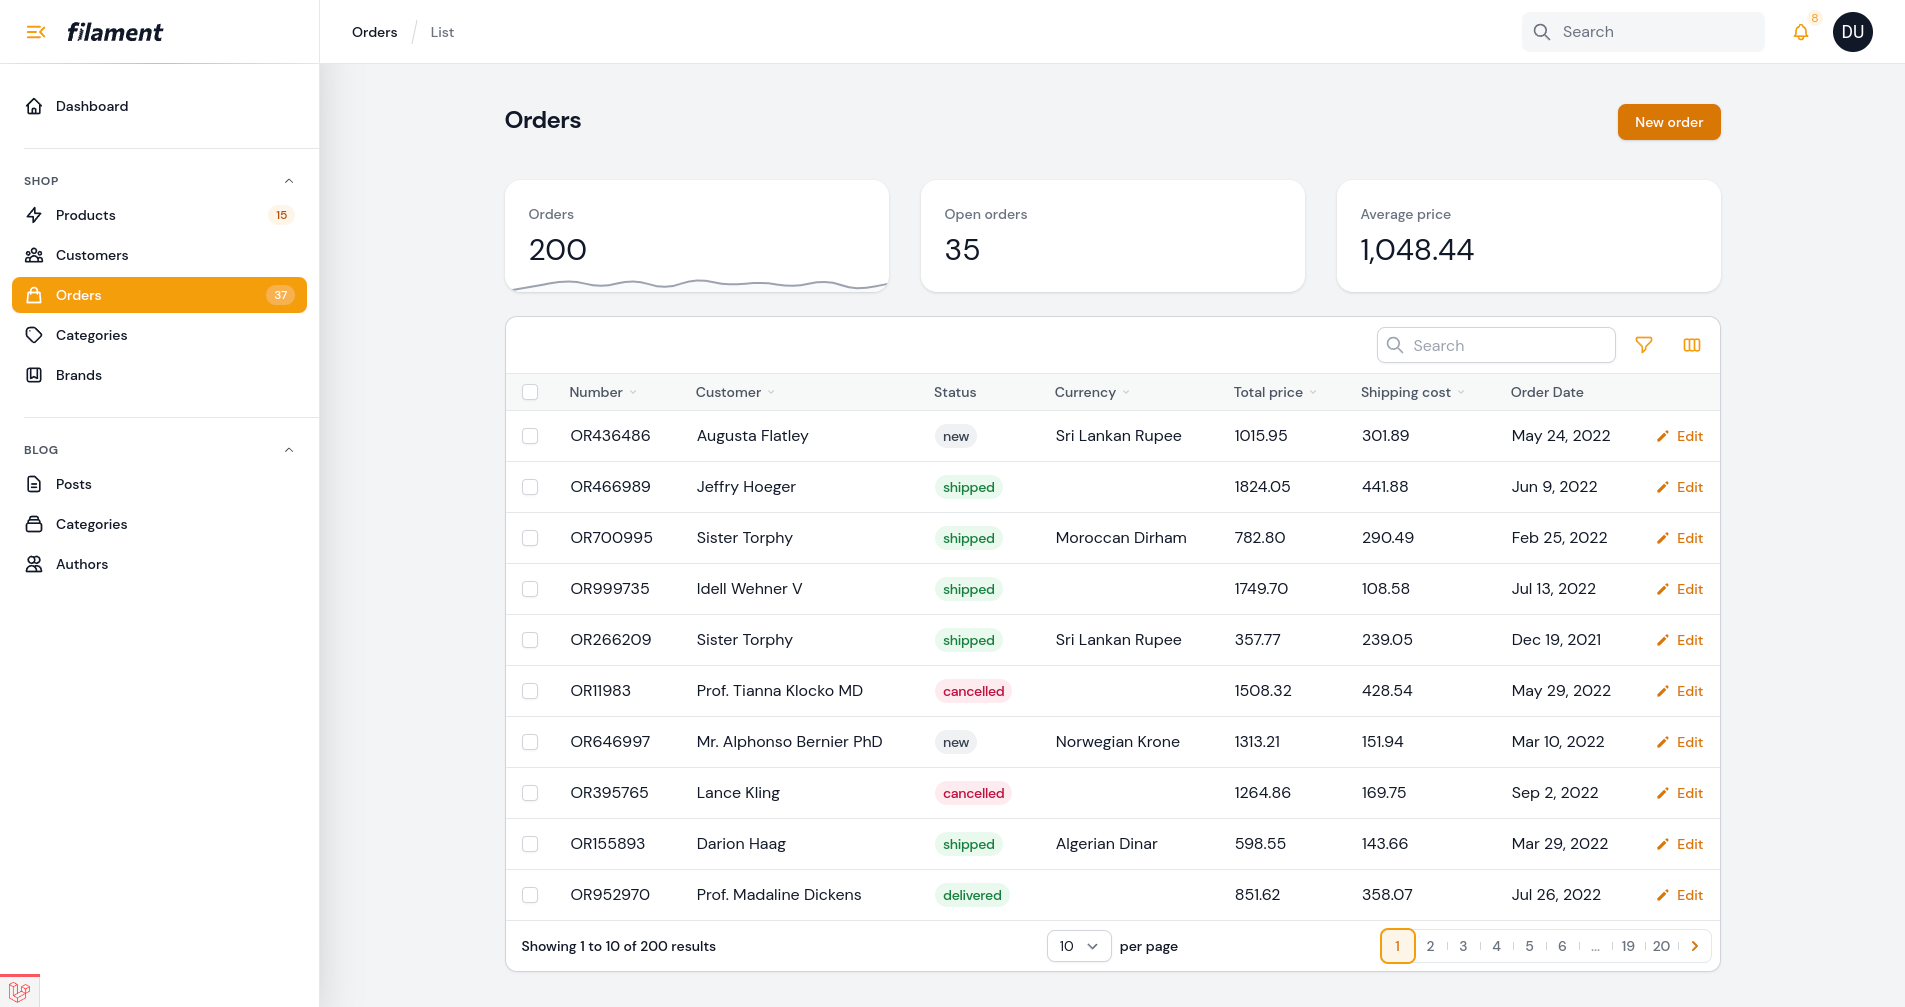 filament
Orders / List
Search
8
DU
Dashboard
SHOP
Products 15
Customers
Orders 37
Categories
Brands
BLOG
Posts
Categories
Authors
Orders
New order
Orders
200
Open orders
35
Average price
1,048.44
Search
Number Customer Status Currency Total price Shipping cost Order Date
OR436486 Augusta Flatley new Sri Lankan Rupee 1015.95 301.89 May 24, 2022 Edit
OR466989 Jeffry Hoeger shipped 1824.05 441.88 Jun 9, 2022 Edit
OR700995 Sister Torphy shipped Moroccan Dirham 782.80 290.49 Feb 25, 2022 Edit
OR999735 Idell Wehner V shipped 1749.70 108.58 Jul 13, 2022 Edit
OR266209 Sister Torphy shipped Sri Lankan Rupee 357.77 239.05 Dec 19, 2021 Edit
OR11983 Prof. Tianna Klocko MD cancelled 1508.32 428.54 May 29, 2022 Edit
OR646997 Mr. Alphonso Bernier PhD new Norwegian Krone 1313.21 151.94 Mar 10, 2022 Edit
OR395765 Lance Kling cancelled 1264.86 169.75 Sep 2, 2022 Edit
OR155893 Darion Haag shipped Algerian Dinar 598.55 143.66 Mar 29, 2022 Edit
OR952970 Prof. Madaline Dickens delivered 851.62 358.07 Jul 26, 2022 Edit
Showing 1 to 10 of 200 results 10 per page 1 2 3 4 5 6 ... 19 20